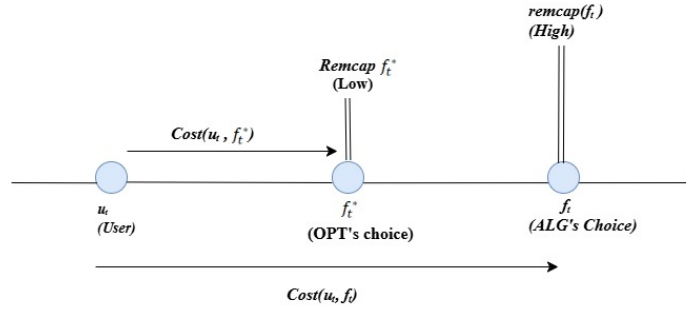 remcap(fₜ)
(High)
Remcap fₜ*
(Low)
Cost(uₜ, fₜ*)
uₜ
(User)
fₜ*
(OPT's choice)
fₜ
(ALG's Choice)
Cost(uₜ, fₜ)